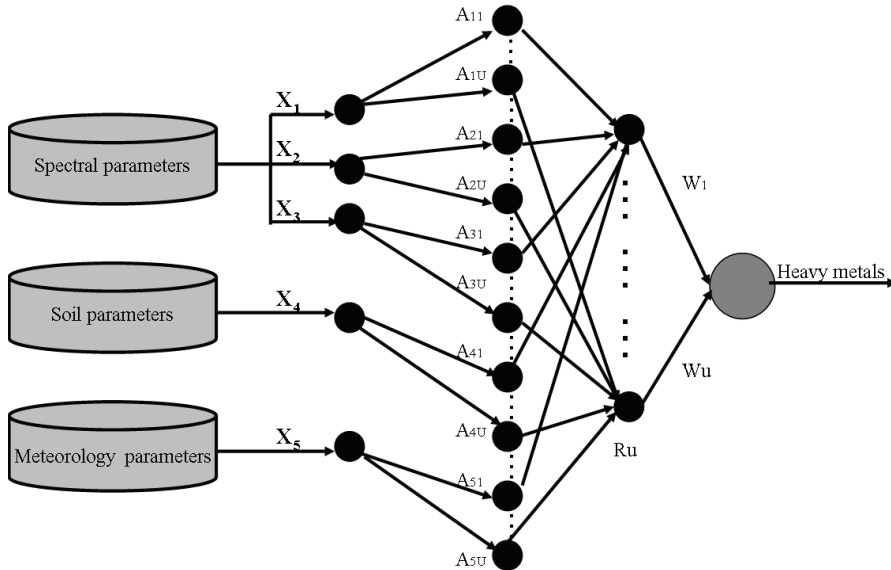 A11
A1U
X1
A21
Spectral parameters
X2
W1
A2U
X3
A31
Heavy metals
A3U
X4
Soil parameters
A41
Wu
X5
A4U
Meteorology parameters
Ru
A51
A5U